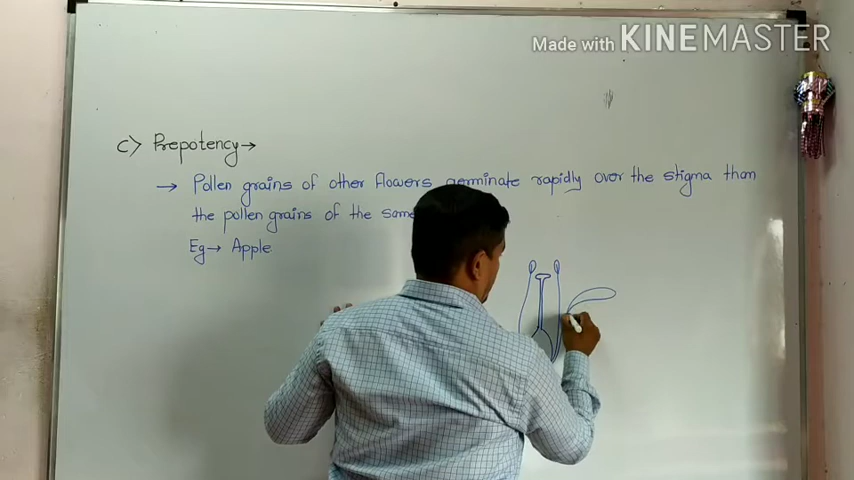 Made with KINEMASTER
c) Prepotency →
→ Pollen grains of other flowers germinate rapidly over the stigma than
the pollen grains of the same
Eg → Apple